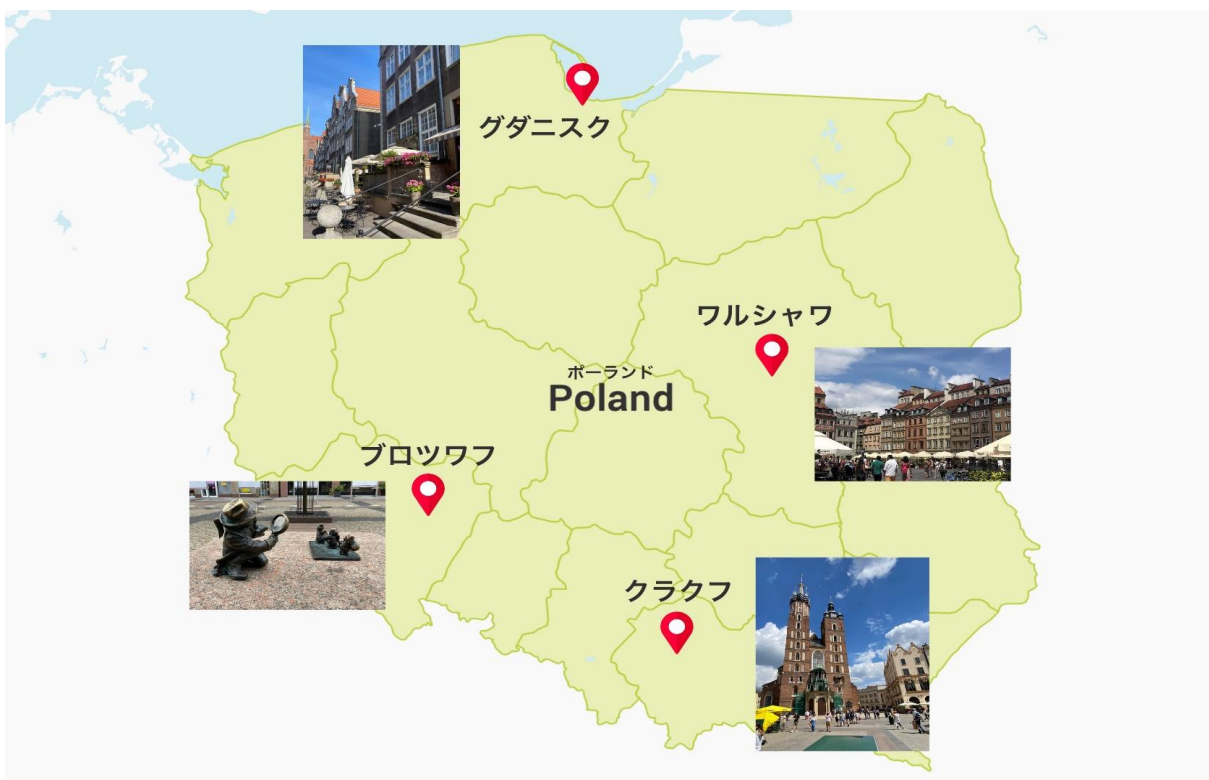 グダニスク
ワルシャワ
ポーランド
Poland
ブロツワフ
クラクフ